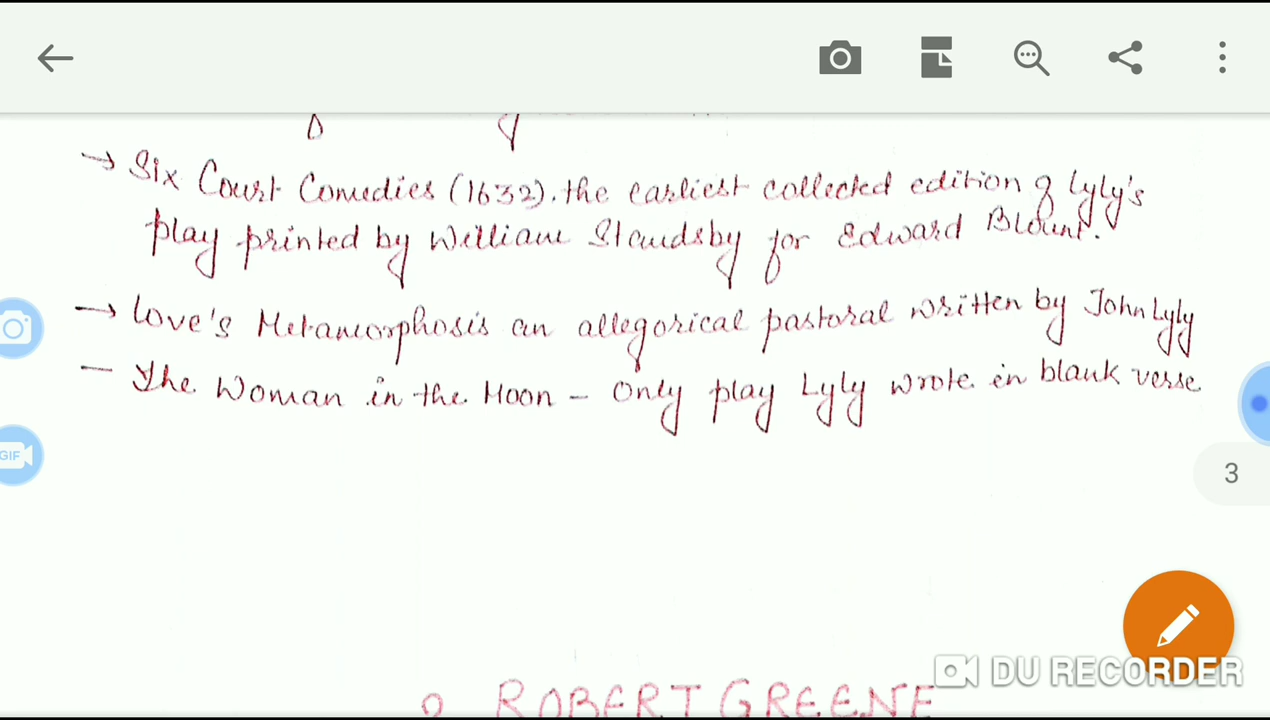 → Six Court Comedies (1632). the earliest collected edition of Lyly's
play printed by William Standsby for Edward Blount.
→ Love's Metamorphosis an allegorical pastoral written by John Lyly
— The Woman in the Moon – Only play Lyly wrote in blank verse
GIF
3
DU RECORDER
ROBERT GREENE